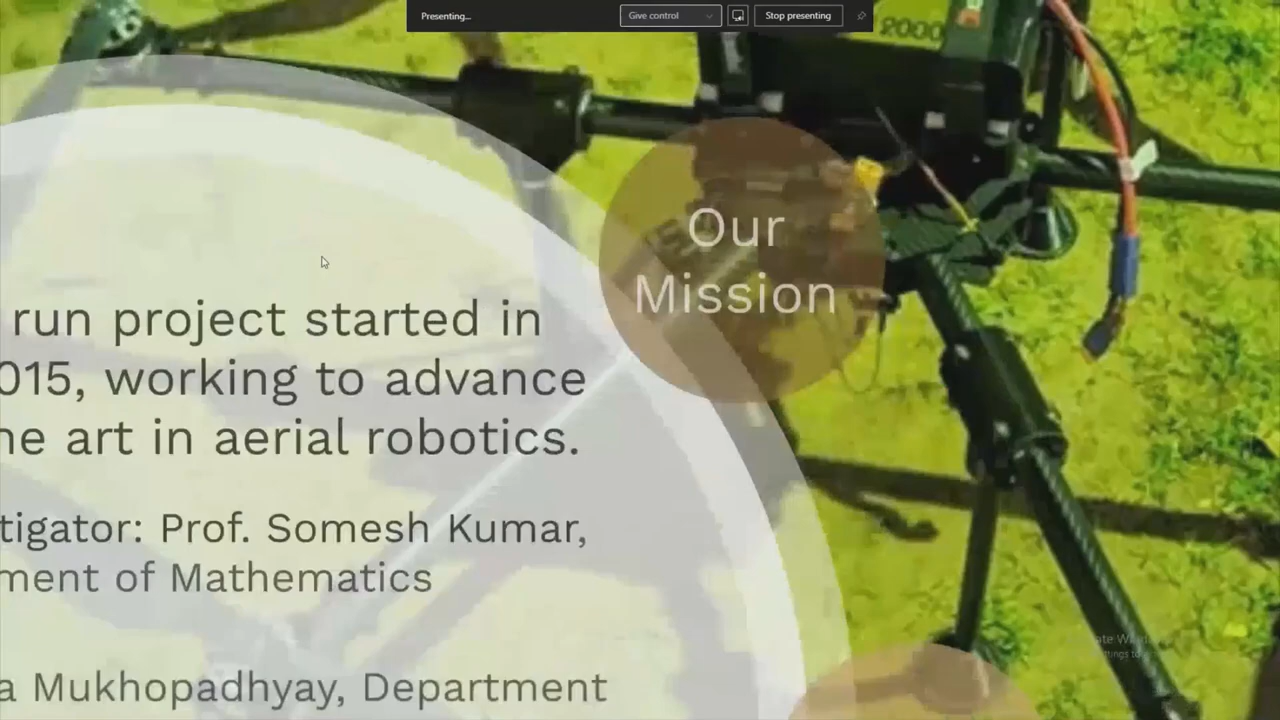 Presenting...
Give control
Stop presenting
2000
Our
Mission
run project started in
015, working to advance
he art in aerial robotics.
tigator: Prof. Somesh Kumar,
ment of Mathematics
a Mukhopadhyay, Department